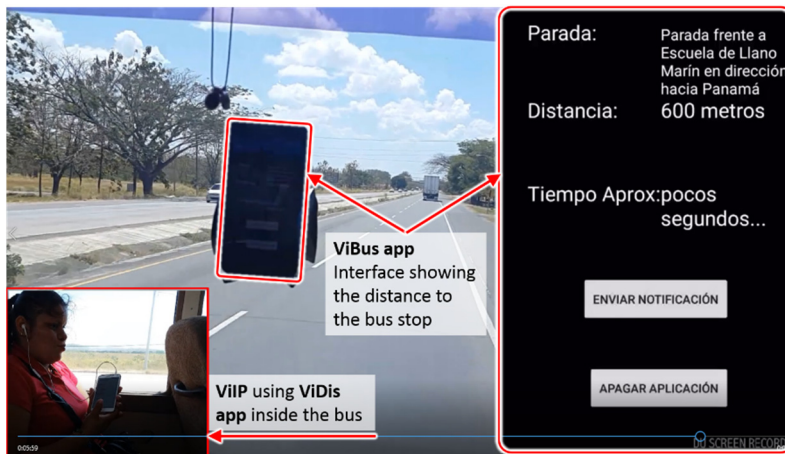 Parada:
Parada frente a
Escuela de Llano
Marín en dirección
hacia Panamá
Distancia:
600 metros
Tiempo Aprox:pocos
segundos...
ENVIAR NOTIFICACIÓN
APAGAR APLICACIÓN
ViBus app
Interface showing
the distance to
the bus stop
ViIP using ViDis
app inside the bus
0:05:59
DU SCREEN RECORD